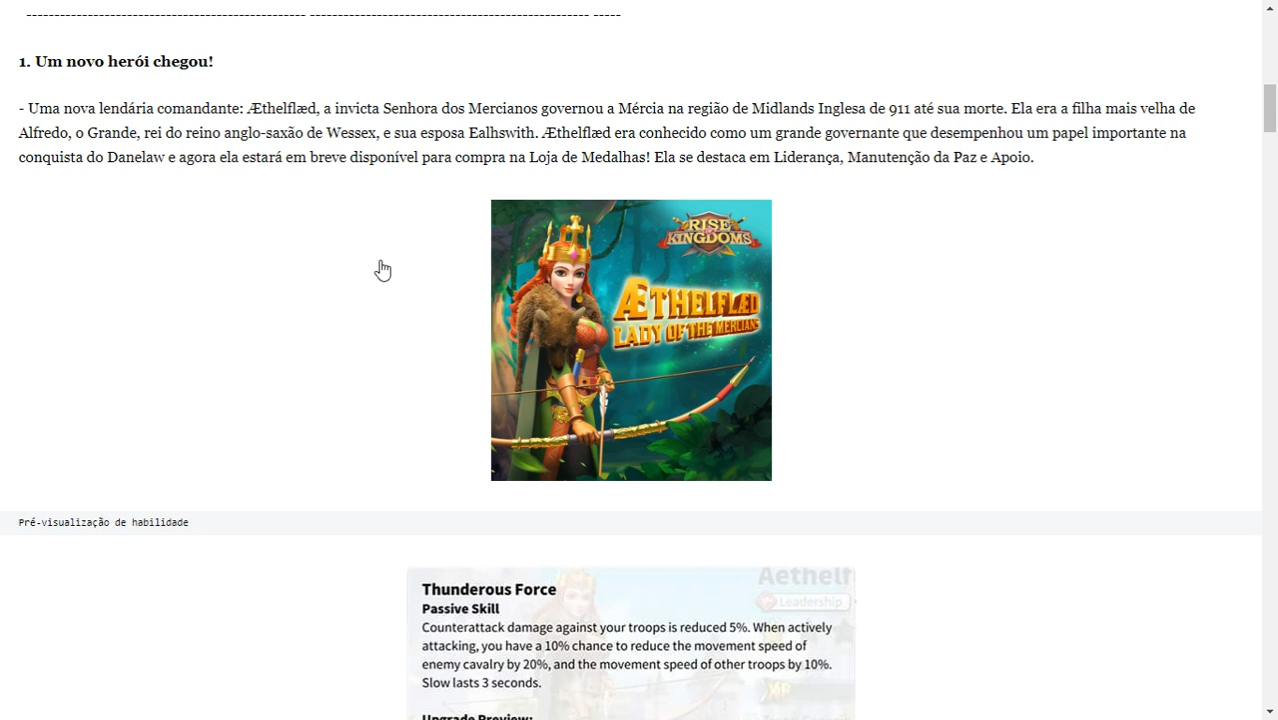 1. Um novo herói chegou!
- Uma nova lendária comandante: Æthelflæd, a invicta Senhora dos Mercianos governou a Mércia na região de Midlands Inglesa de 911 até sua morte. Ela era a filha mais velha de
Alfredo, o Grande, rei do reino anglo-saxão de Wessex, e sua esposa Ealhswith. Æthelflæd era conhecido como um grande governante que desempenhou um papel importante na
conquista do Danelaw e agora ela estará em breve disponível para compra na Loja de Medalhas! Ela se destaca em Liderança, Manutenção da Paz e Apoio.
RISE OF
KINGDOMS
ÆTHELFLÆD
LADY OF THE MERCIANS
Pré-visualização de habilidade
Aethelf
Leadership
Thunderous Force
Passive Skill
Counterattack damage against your troops is reduced 5%. When actively
attacking, you have a 10% chance to reduce the movement speed of
enemy cavalry by 20%, and the movement speed of other troops by 10%.
Slow lasts 3 seconds.
Upgrade Preview: